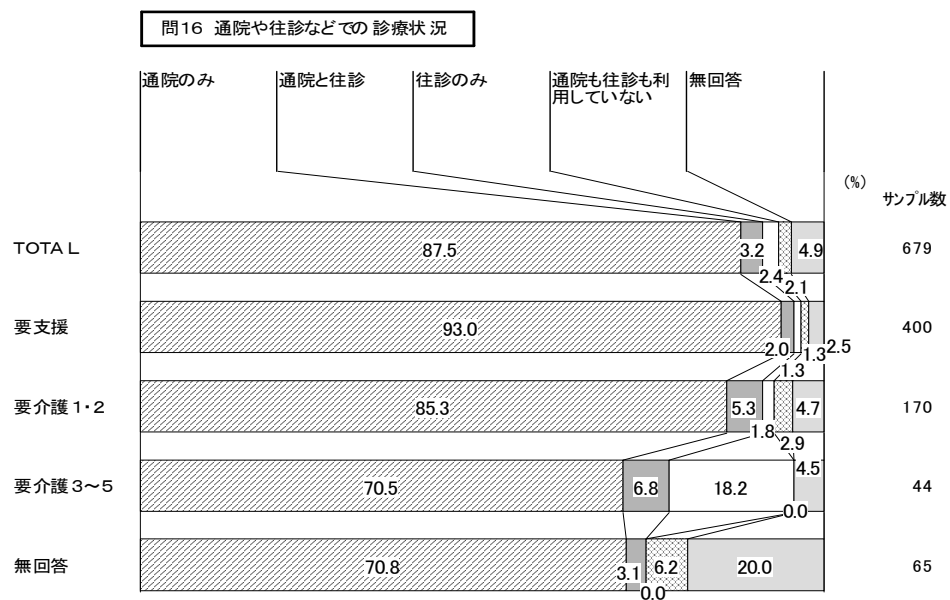 問16 通院や往診などでの診療状況
通院のみ
通院と往診
往診のみ
通院も往診も利
用していない
無回答
(%)
サンプル数
TOTAL
87.5
3.2
2.4
2.1
4.9
679
要支援
93.0
2.0
1.3
1.3
2.5
400
要介護1・2
85.3
5.3
1.8
2.9
4.7
170
要介護3～5
70.5
6.8
18.2
0.0
4.5
44
無回答
70.8
3.1
0.0
6.2
20.0
65